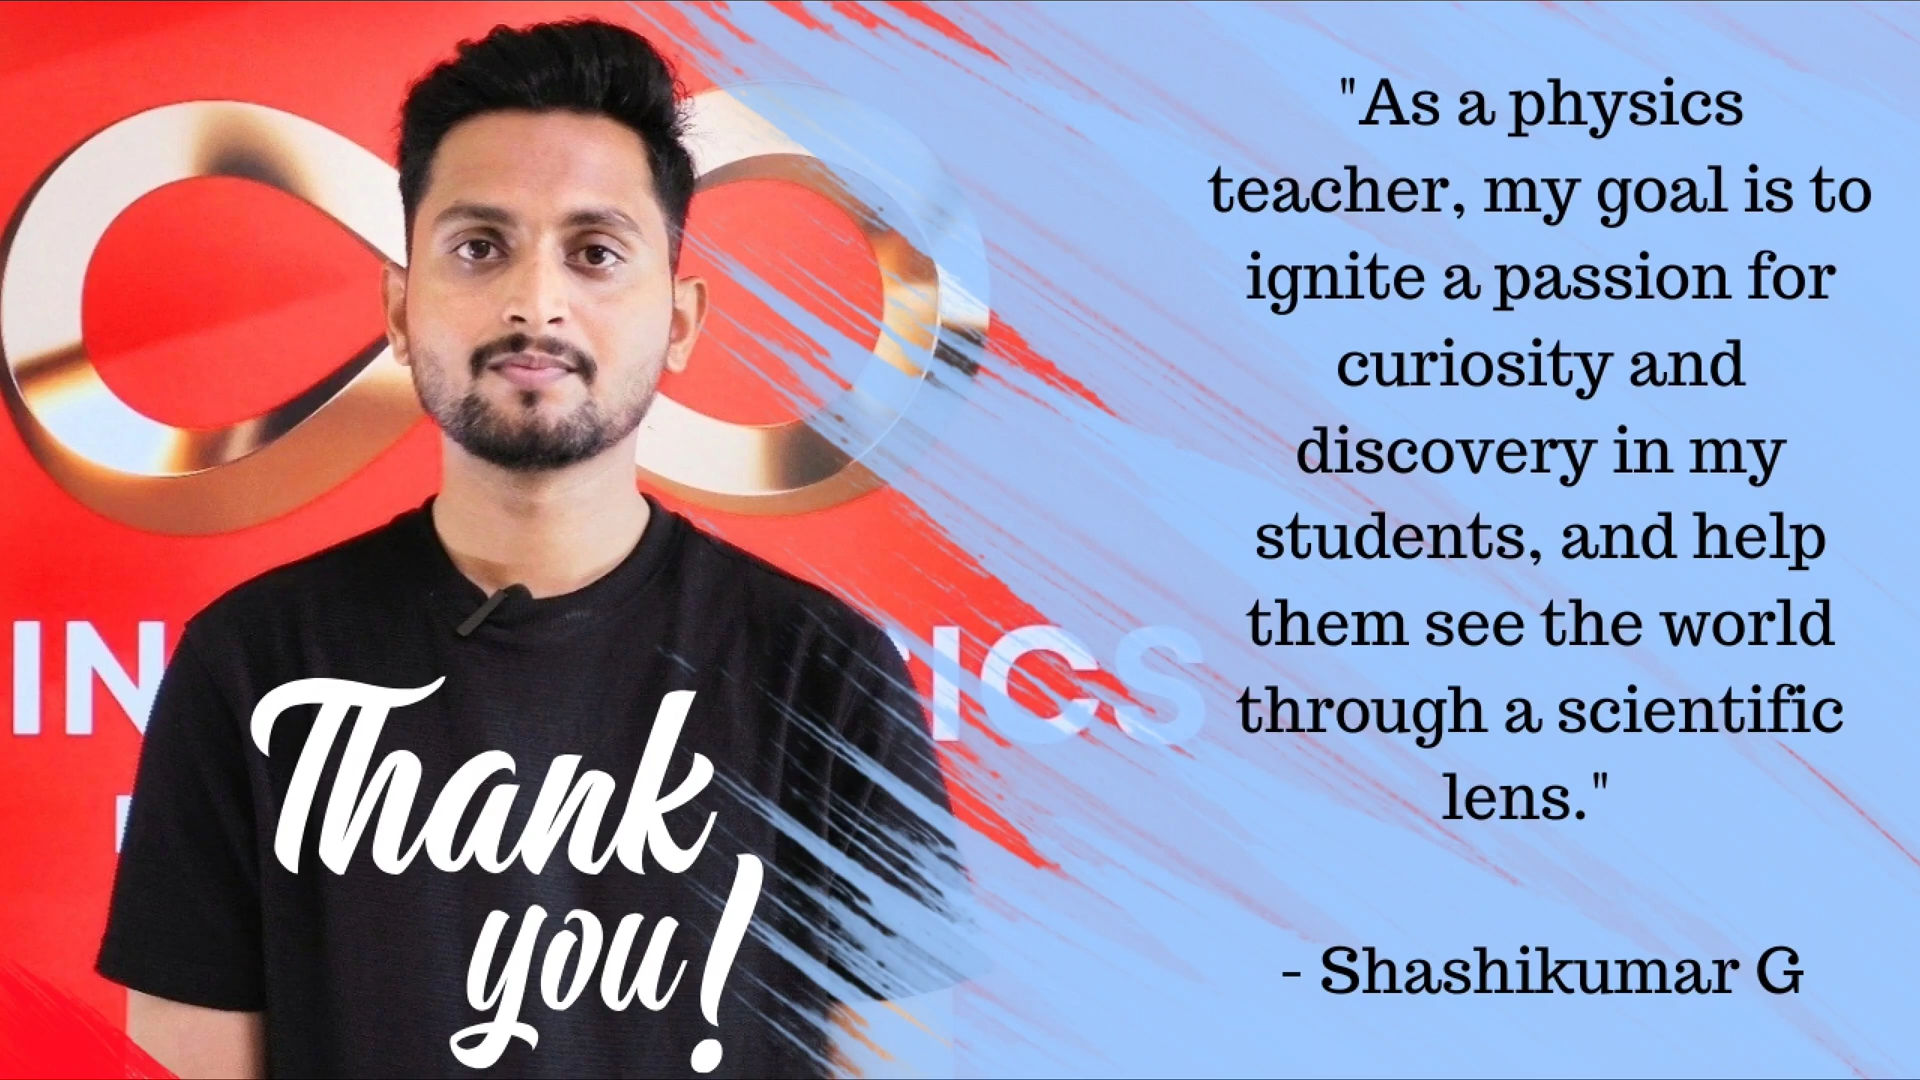 "As a physics
teacher, my goal is to
ignite a passion for
curiosity and
discovery in my
students, and help
them see the world
through a scientific
lens."
- Shashikumar G
Thank
you!